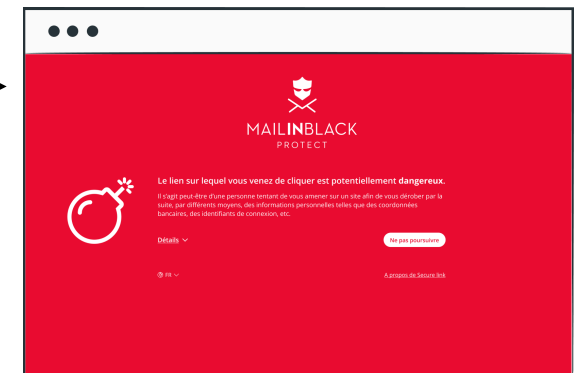 MAILINBLACK
PROTECT
Le lien sur lequel vous venez de cliquer est potentiellement dangereux.
Il s'agit peut-être d'une personne tentant de vous amener sur un site afin de vous dérober par la
suite, par différents moyens, des informations personnelles telles que des coordonnées
bancaires, des identifiants de connexion, etc.
Détails
Ne pas poursuivre
FR
A propos de Secure link